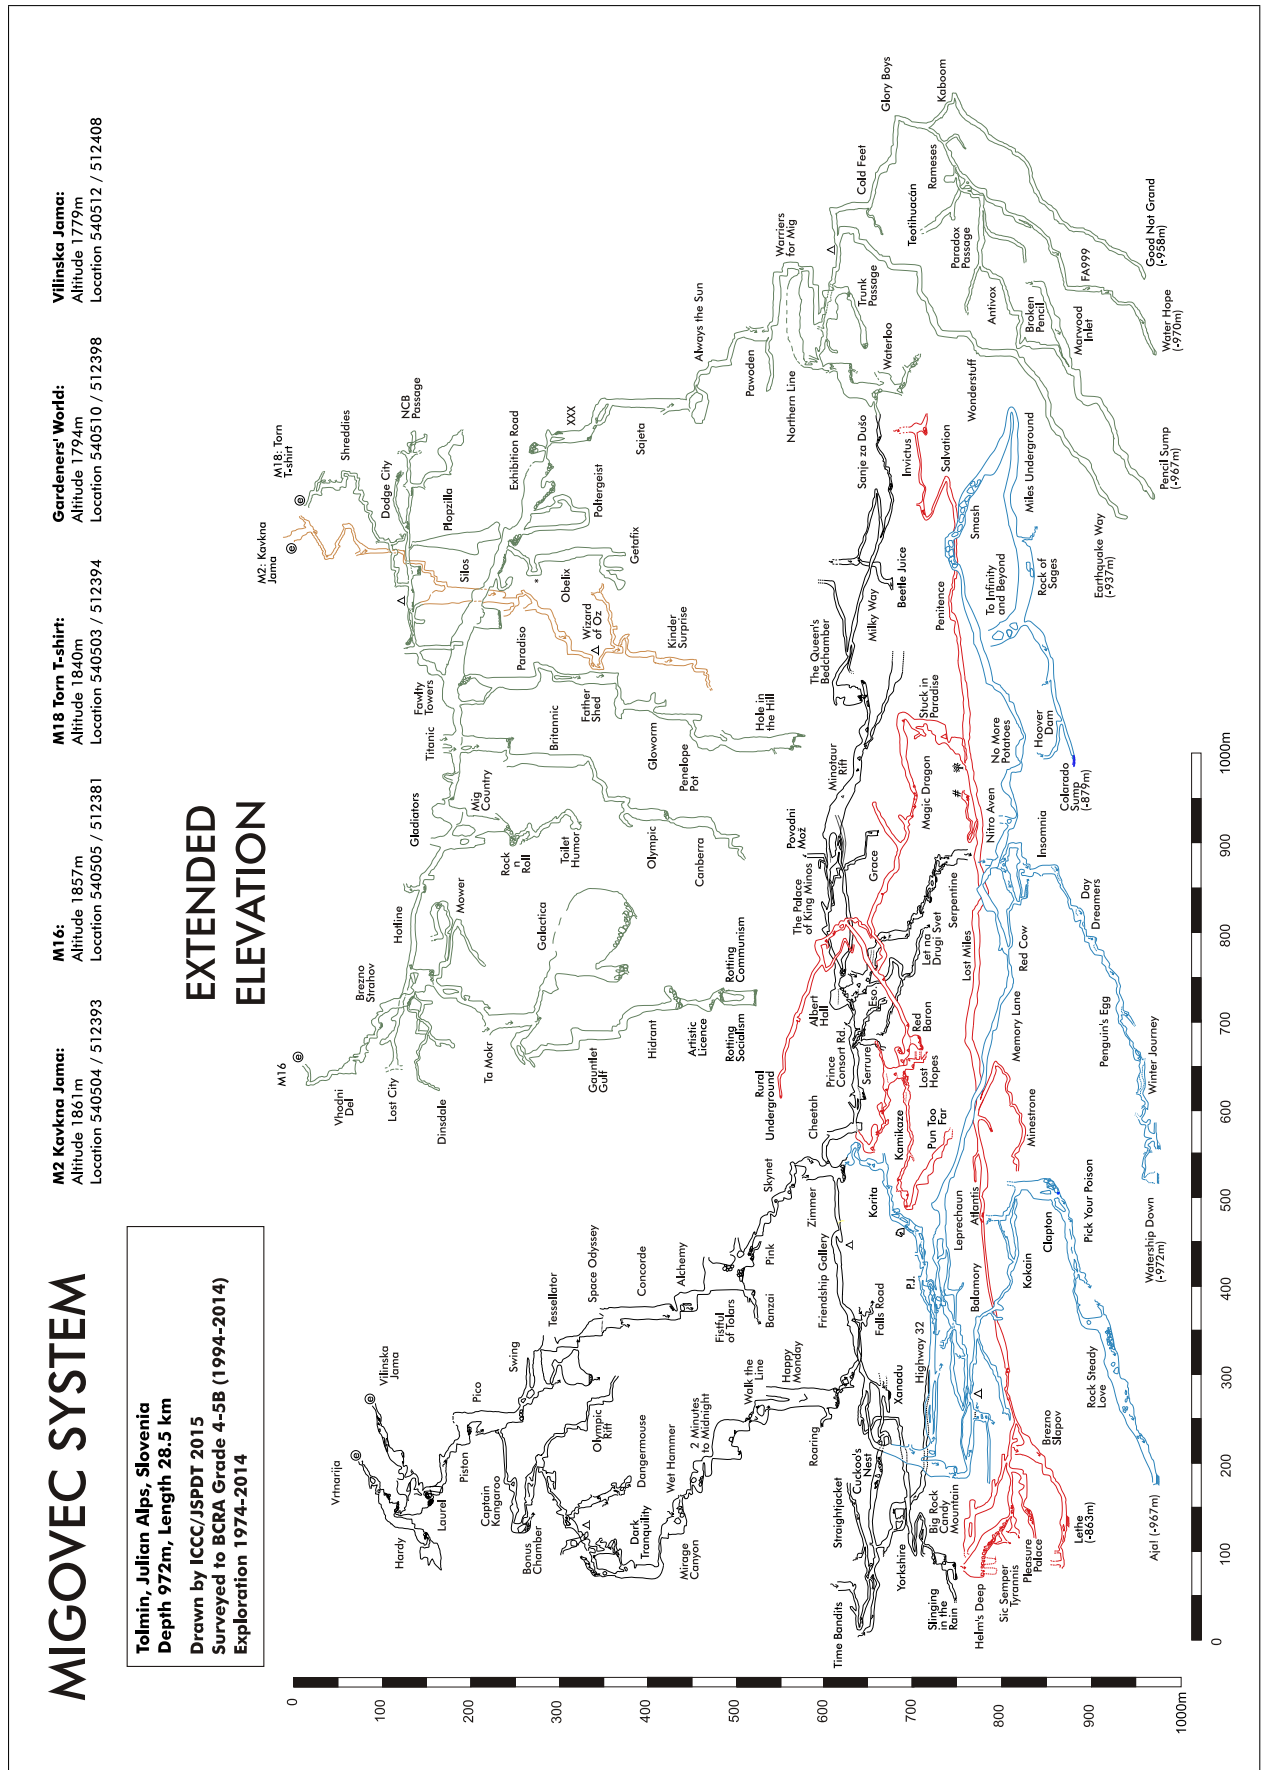 MIGOVEC SYSTEM
Tolmin, Julian Alps, Slovenia
Depth 972m, Length 28.5 km
Drawn by ICCC/JSPDT 2015
Surveyed to BCRA Grade 4-5B (1994-2014)
Exploration 1974-2014
M2 Kavkna Jama:
Altitude 1861m
Location 540504 / 512393
M16:
Altitude 1857m
Location 540505 / 512381
M18 Torn T-shirt:
Altitude 1840m
Location 540503 / 512394
Gardeners' World:
Altitude 1794m
Location 540510 / 512398
Vilinska Jama:
Altitude 1779m
Location 540512 / 512408
EXTENDED
ELEVATION
M16
Vhodni
Del
Lost City
Dinsdale
Brezno
Strahov
Hotline
Mower
To Mokr
Galactica
Gauntlet
Gulf
Hidrant
Artistic
Licence
Rotting
Socialism
Rotting
Communism
Gladiators
Mig
Country
Rock
n
Roll
Toilet
Humor
Titanic
Fawlty
Towers
Britannic
Olympic
Canberra
Paradiso
Father
Shed
Gloworm
Penelope
Pot
Hole in
the Hill
M2: Kavkna
Jama
M18: Torn
T-shirt
Shreddies
Dodge City
NCB
Passage
Plopzilla
Silos
Exhibition Road
XXX
Poltergeist
Getafix
*
Obelix
Wizard
of Oz
Kinder
Surprise
Sajeta
Always the Sun
Pawoden
Northern Line
Warriers
for Mig
Trunk
Passage
Waterloo
Cold Feet
Glory Boys
Kaboom
Rameses
Teotihuacán
Paradox
Passage
Antivox
Broken
Pencil
Marwood
Inlet
FA999
Good Not Grand
(-958m)
Water Hope
(-970m)
Pencil Sump
(-967m)
Earthquake Way
(-937m)
Wonderstuff
Miles Underground
Smash
Salvation
Invictus
Sanje za Dušo
Beetle Juice
Milky Way
The Queen's
Bedchamber
Penitence
To Infinity
and Beyond
Rock of
Sages
Hoover
Dam
Colarado
Sump
(-879m)
No More
Potatoes
Stuck in
Paradise
Magic Dragon
Minotaur
Rift
Povodni
Mož
Grace
The Palace
of King Minos
#
*
Nitro Aven
Insomnia
Serpentine
Let na
Drugi Svet
Lost Miles
Red Cow
Day
Dreamers
Memory Lane
Penguin's Egg
Winter Journey
Watership Down
(-972m)
Albert
Hall
Eso
Red
Baron
Prince
Consort Rd.
Serrure
Lost
Hopes
Rural
Underground
Cheetah
Kamikaze
Pun Too
Far
Minestrone
Skynet
Zimmer
Korita
Leprechaun
Atlantis
Clapton
Pick Your Poison
Kokain
Balamory
P.J.
Highway 32
Friendship Gallery
Falls Road
Xanadu
Rock Steady
Love
Ajal (-967m)
Brezno
Slapov
Lethe
(-863m)
Pleasure
Palace
Sic Semper
Tyrannis
Helm's Deep
Big Rock
Candy
Mountain
Slinging
in the
Rain
Yorkshire
Cuckoo's
Nest
Straightjacket
Time Bandits
Roaring
Happy
Monday
Walk the
Line
2 Minutes
to Midnight
Wet Hammer
Mirage
Canyon
Dark
Tranquility
Dangermouse
Olympic
Rift
Bonus
Chamber
Captain
Kangaroo
Piston
Pico
Swing
Tessellator
Space Odyssey
Concorde
Alchemy
Fistful
of Tolars
Banzai
Pink
Vrtnarija
Vilinska
Jama
Laurel
Hardy
0
100
200
300
400
500
600
700
800
900
1000m
0
100
200
300
400
500
600
700
800
900
1000m